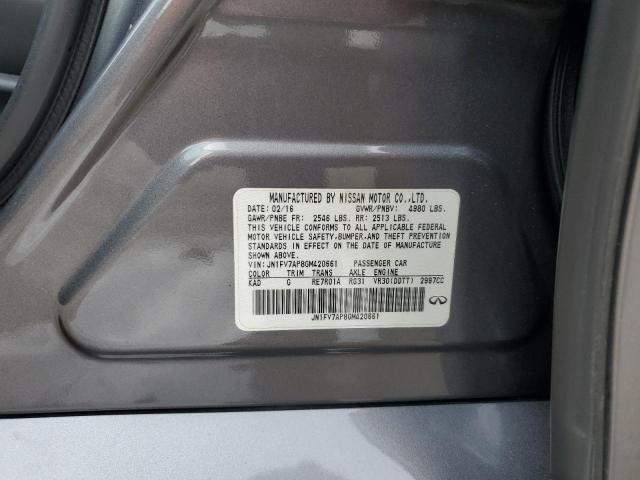 MANUFACTURED BY NISSAN MOTOR CO.,LTD.
DATE: 02/16 GVWR/PNBV: 4980 LBS.
GAWR/PNBE FR: 2546 LBS. RR: 2513 LBS.
THIS VEHICLE CONFORMS TO ALL APPLICABLE FEDERAL
MOTOR VEHICLE SAFETY, BUMPER, AND THEFT PREVENTION
STANDARDS IN EFFECT ON THE DATE OF MANUFACTURE
SHOWN ABOVE.
VIN: JN1FV7AP8GM420661 PASSENGER CAR
COLOR TRIM TRANS AXLE ENGINE
KAD G RE7R01A RG31 VR30(DDTT) 2997CC
JN1FV7AP8GM420661